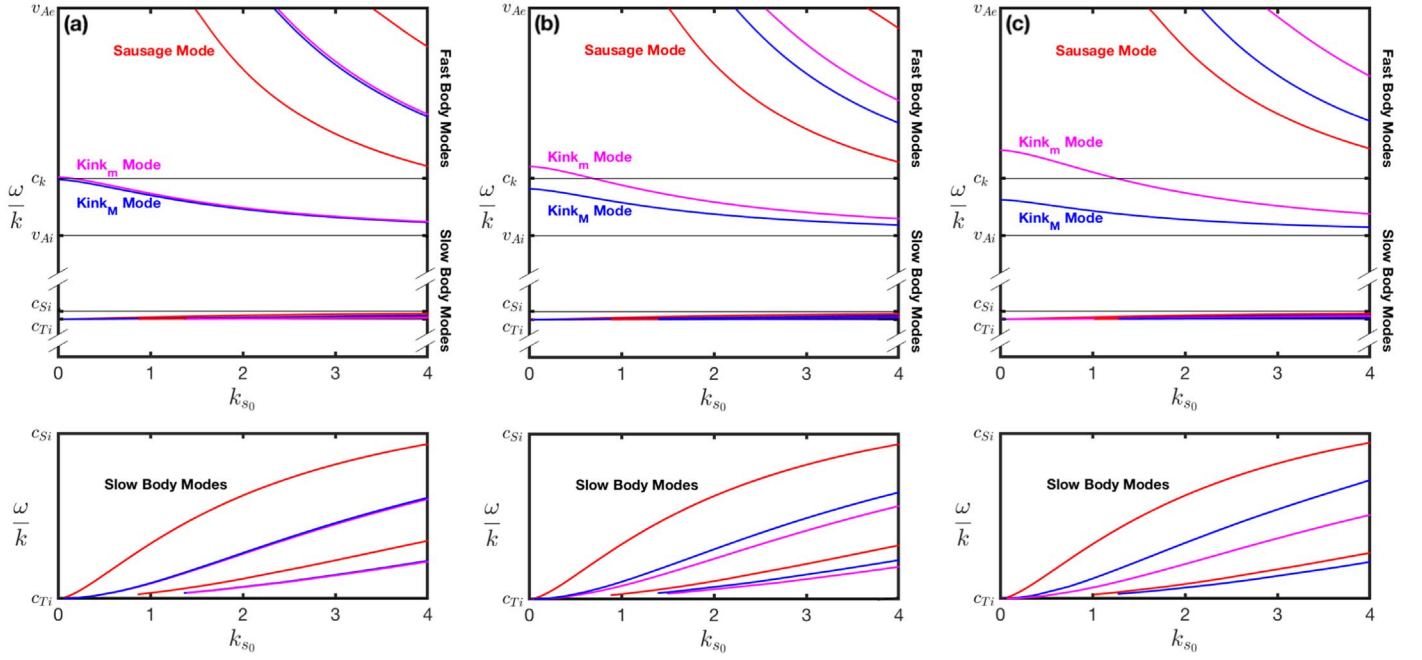 (a)
v_Ae
Sausage Mode
Kink_m Mode
c_k
Kink_M Mode
ω/k
v_Ai
c_Si
c_Ti
Fast Body Modes
Slow Body Modes
0 1 2 3 4
k_s₀
(b)
v_Ae
Sausage Mode
Kink_m Mode
c_k
Kink_M Mode
ω/k
v_Ai
c_Si
c_Ti
Fast Body Modes
Slow Body Modes
0 1 2 3 4
k_s₀
(c)
v_Ae
Sausage Mode
Kink_m Mode
c_k
Kink_M Mode
ω/k
v_Ai
c_Si
c_Ti
Fast Body Modes
Slow Body Modes
0 1 2 3 4
k_s₀
c_Si
Slow Body Modes
ω/k
c_Ti
0 1 2 3 4
k_s₀
c_Si
Slow Body Modes
ω/k
c_Ti
0 1 2 3 4
k_s₀
c_Si
Slow Body Modes
ω/k
c_Ti
0 1 2 3 4
k_s₀